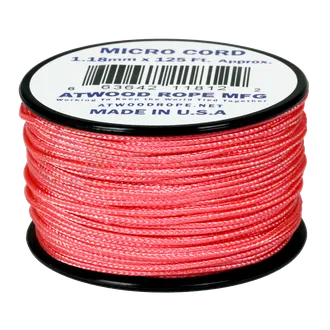 MICRO CORD
1.18mm x 125 Ft. Approx.
6 63642 11812 2
ATWOOD ROPE MFG
Working To Keep the World Tied Together
ATWOODROPE.NET
MADE IN U.S.A